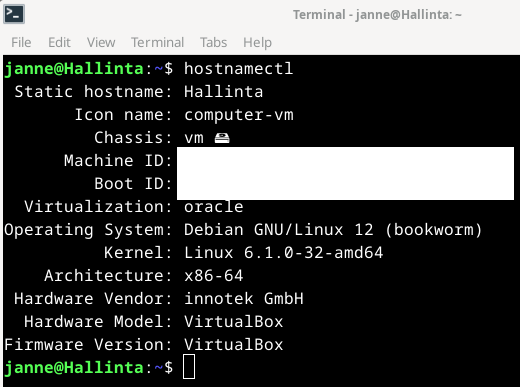 Terminal - janne@Hallinta: ~
File Edit View Terminal Tabs Help
janne@Hallinta:~$ hostnamectl
Static hostname: Hallinta
Icon name: computer-vm
Chassis: vm 🖴
Machine ID:
Boot ID:
Virtualization: oracle
Operating System: Debian GNU/Linux 12 (bookworm)
Kernel: Linux 6.1.0-32-amd64
Architecture: x86-64
Hardware Vendor: innotek GmbH
Hardware Model: VirtualBox
Firmware Version: VirtualBox
janne@Hallinta:~$